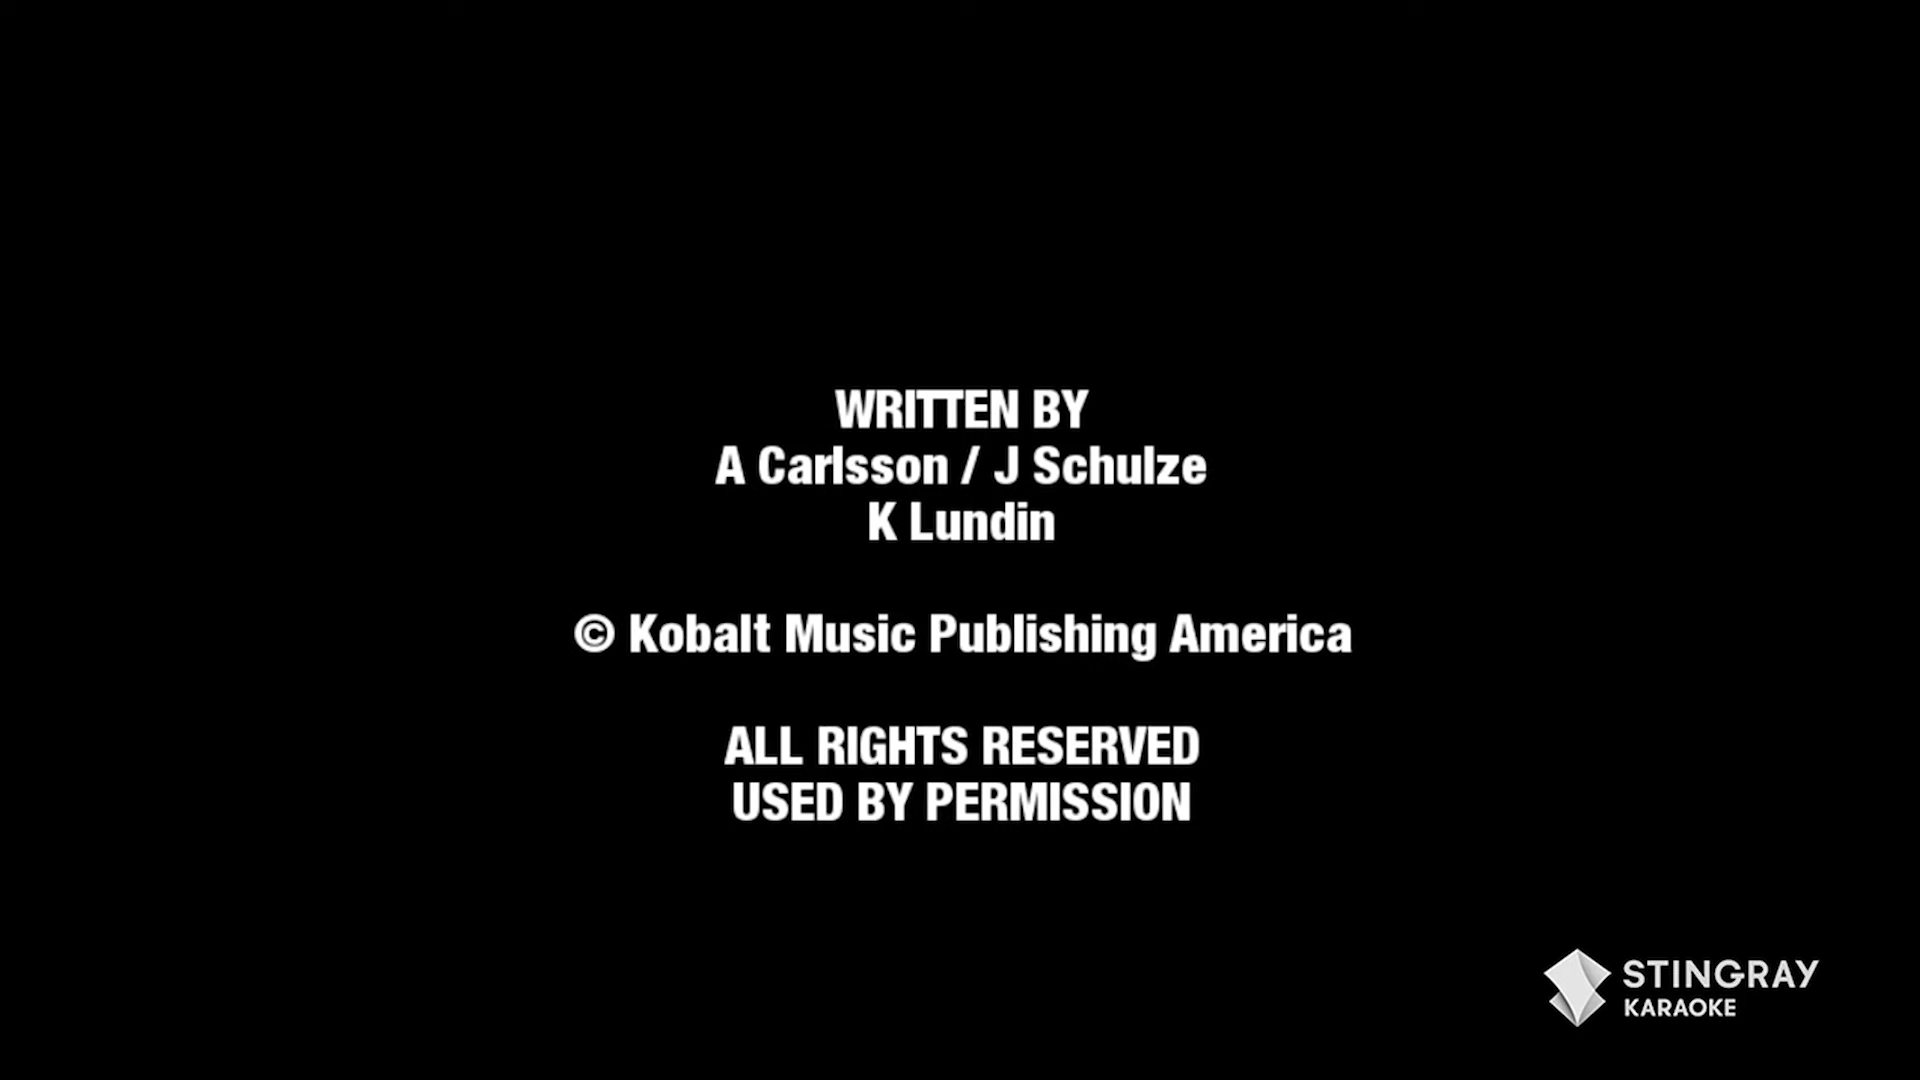 WRITTEN BY
A Carlsson / J Schulze
K Lundin
© Kobalt Music Publishing America
ALL RIGHTS RESERVED
USED BY PERMISSION
STINGRAY
KARAOKE